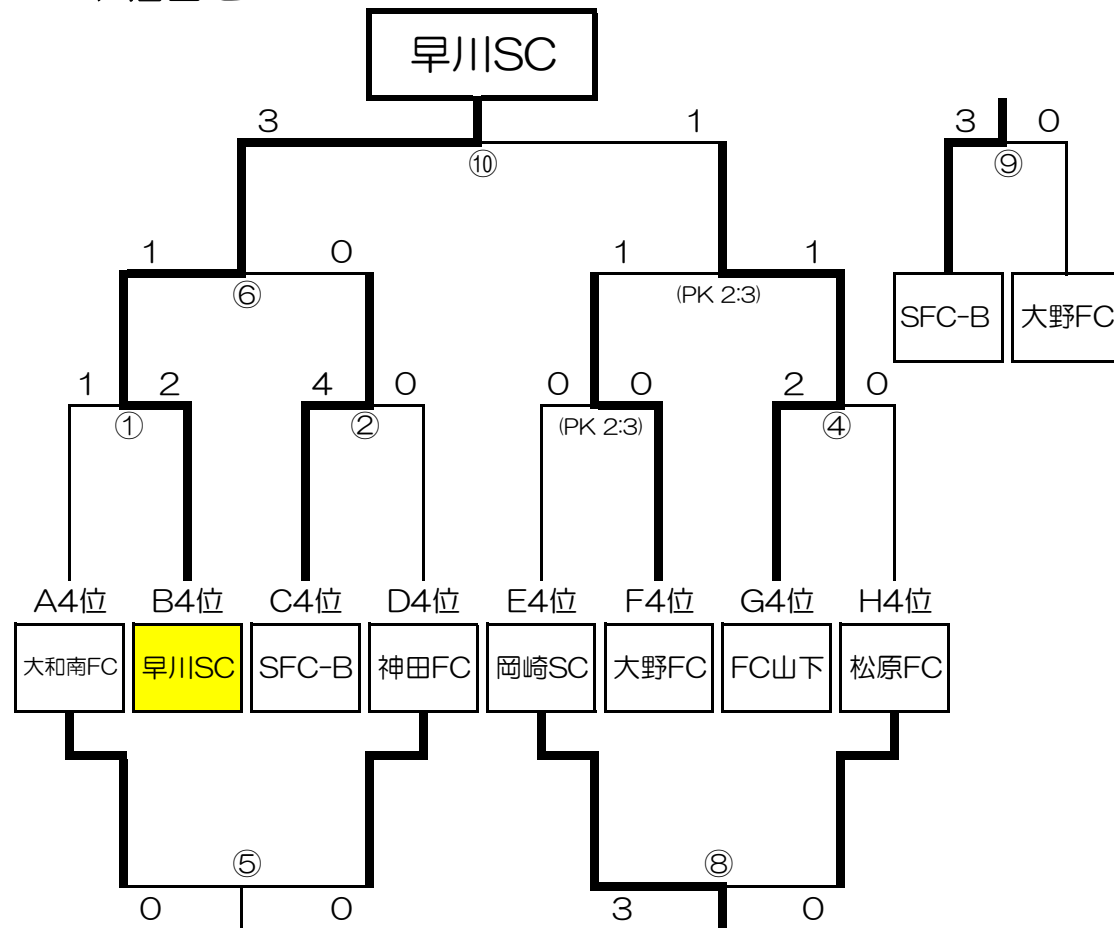 早川SC
3 1 3 0
⑩ ⑨
1 0 1 1
⑥ (PK 2:3)
SFC-B 大野FC
1 2 4 0 0 0 2 0
① ② (PK 2:3) ④
A4位 B4位 C4位 D4位 E4位 F4位 G4位 H4位
大和南FC 早川SC SFC-B 神田FC 岡崎SC 大野FC FC山下 松原FC
⑤ ⑧
0 0 3 0